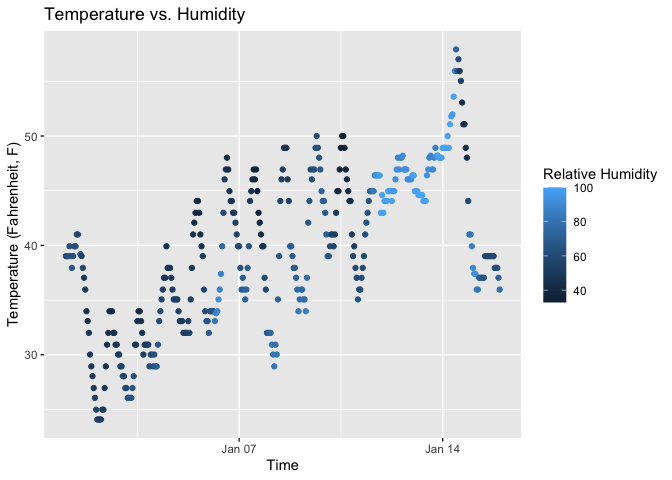 Temperature vs. Humidity
Temperature (Fahrenheit, F)
50
40
30
Jan 07
Jan 14
Time
Relative Humidity
100
80
60
40